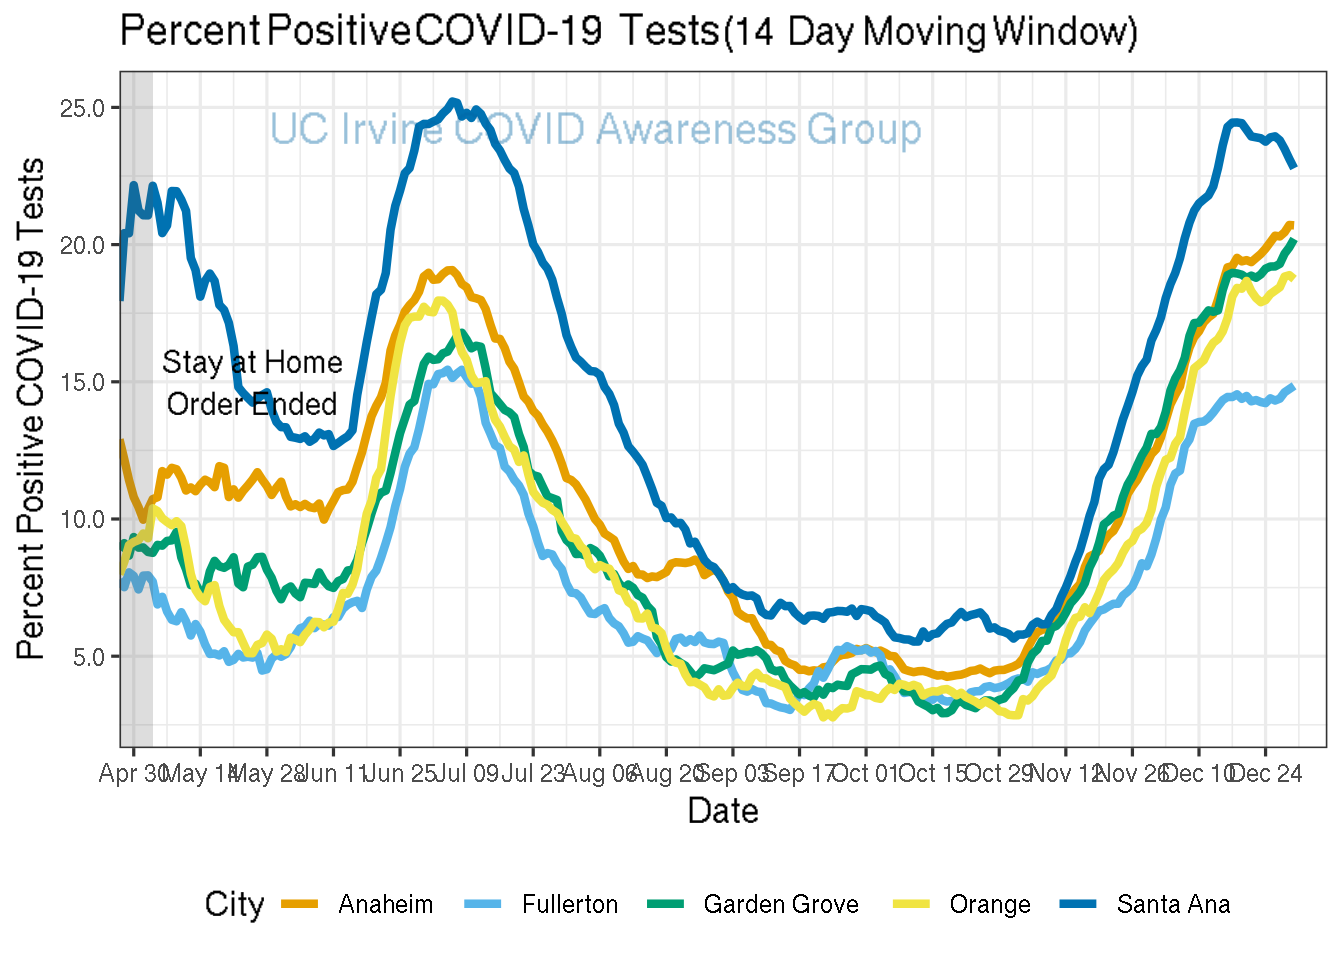 Percent Positive COVID-19 Tests(14 Day Moving Window)
UC Irvine COVID Awareness Group
25.0
20.0
15.0
10.0
5.0
Percent Positive COVID-19 Tests
Stay at Home
Order Ended
Apr 30 May 14 May 28 Jun 11 Jun 25 Jul 09 Jul 23 Aug 06 Aug 20 Sep 03 Sep 17 Oct 01 Oct 15 Oct 29 Nov 12 Nov 26 Dec 10 Dec 24
Date
City Anaheim Fullerton Garden Grove Orange Santa Ana